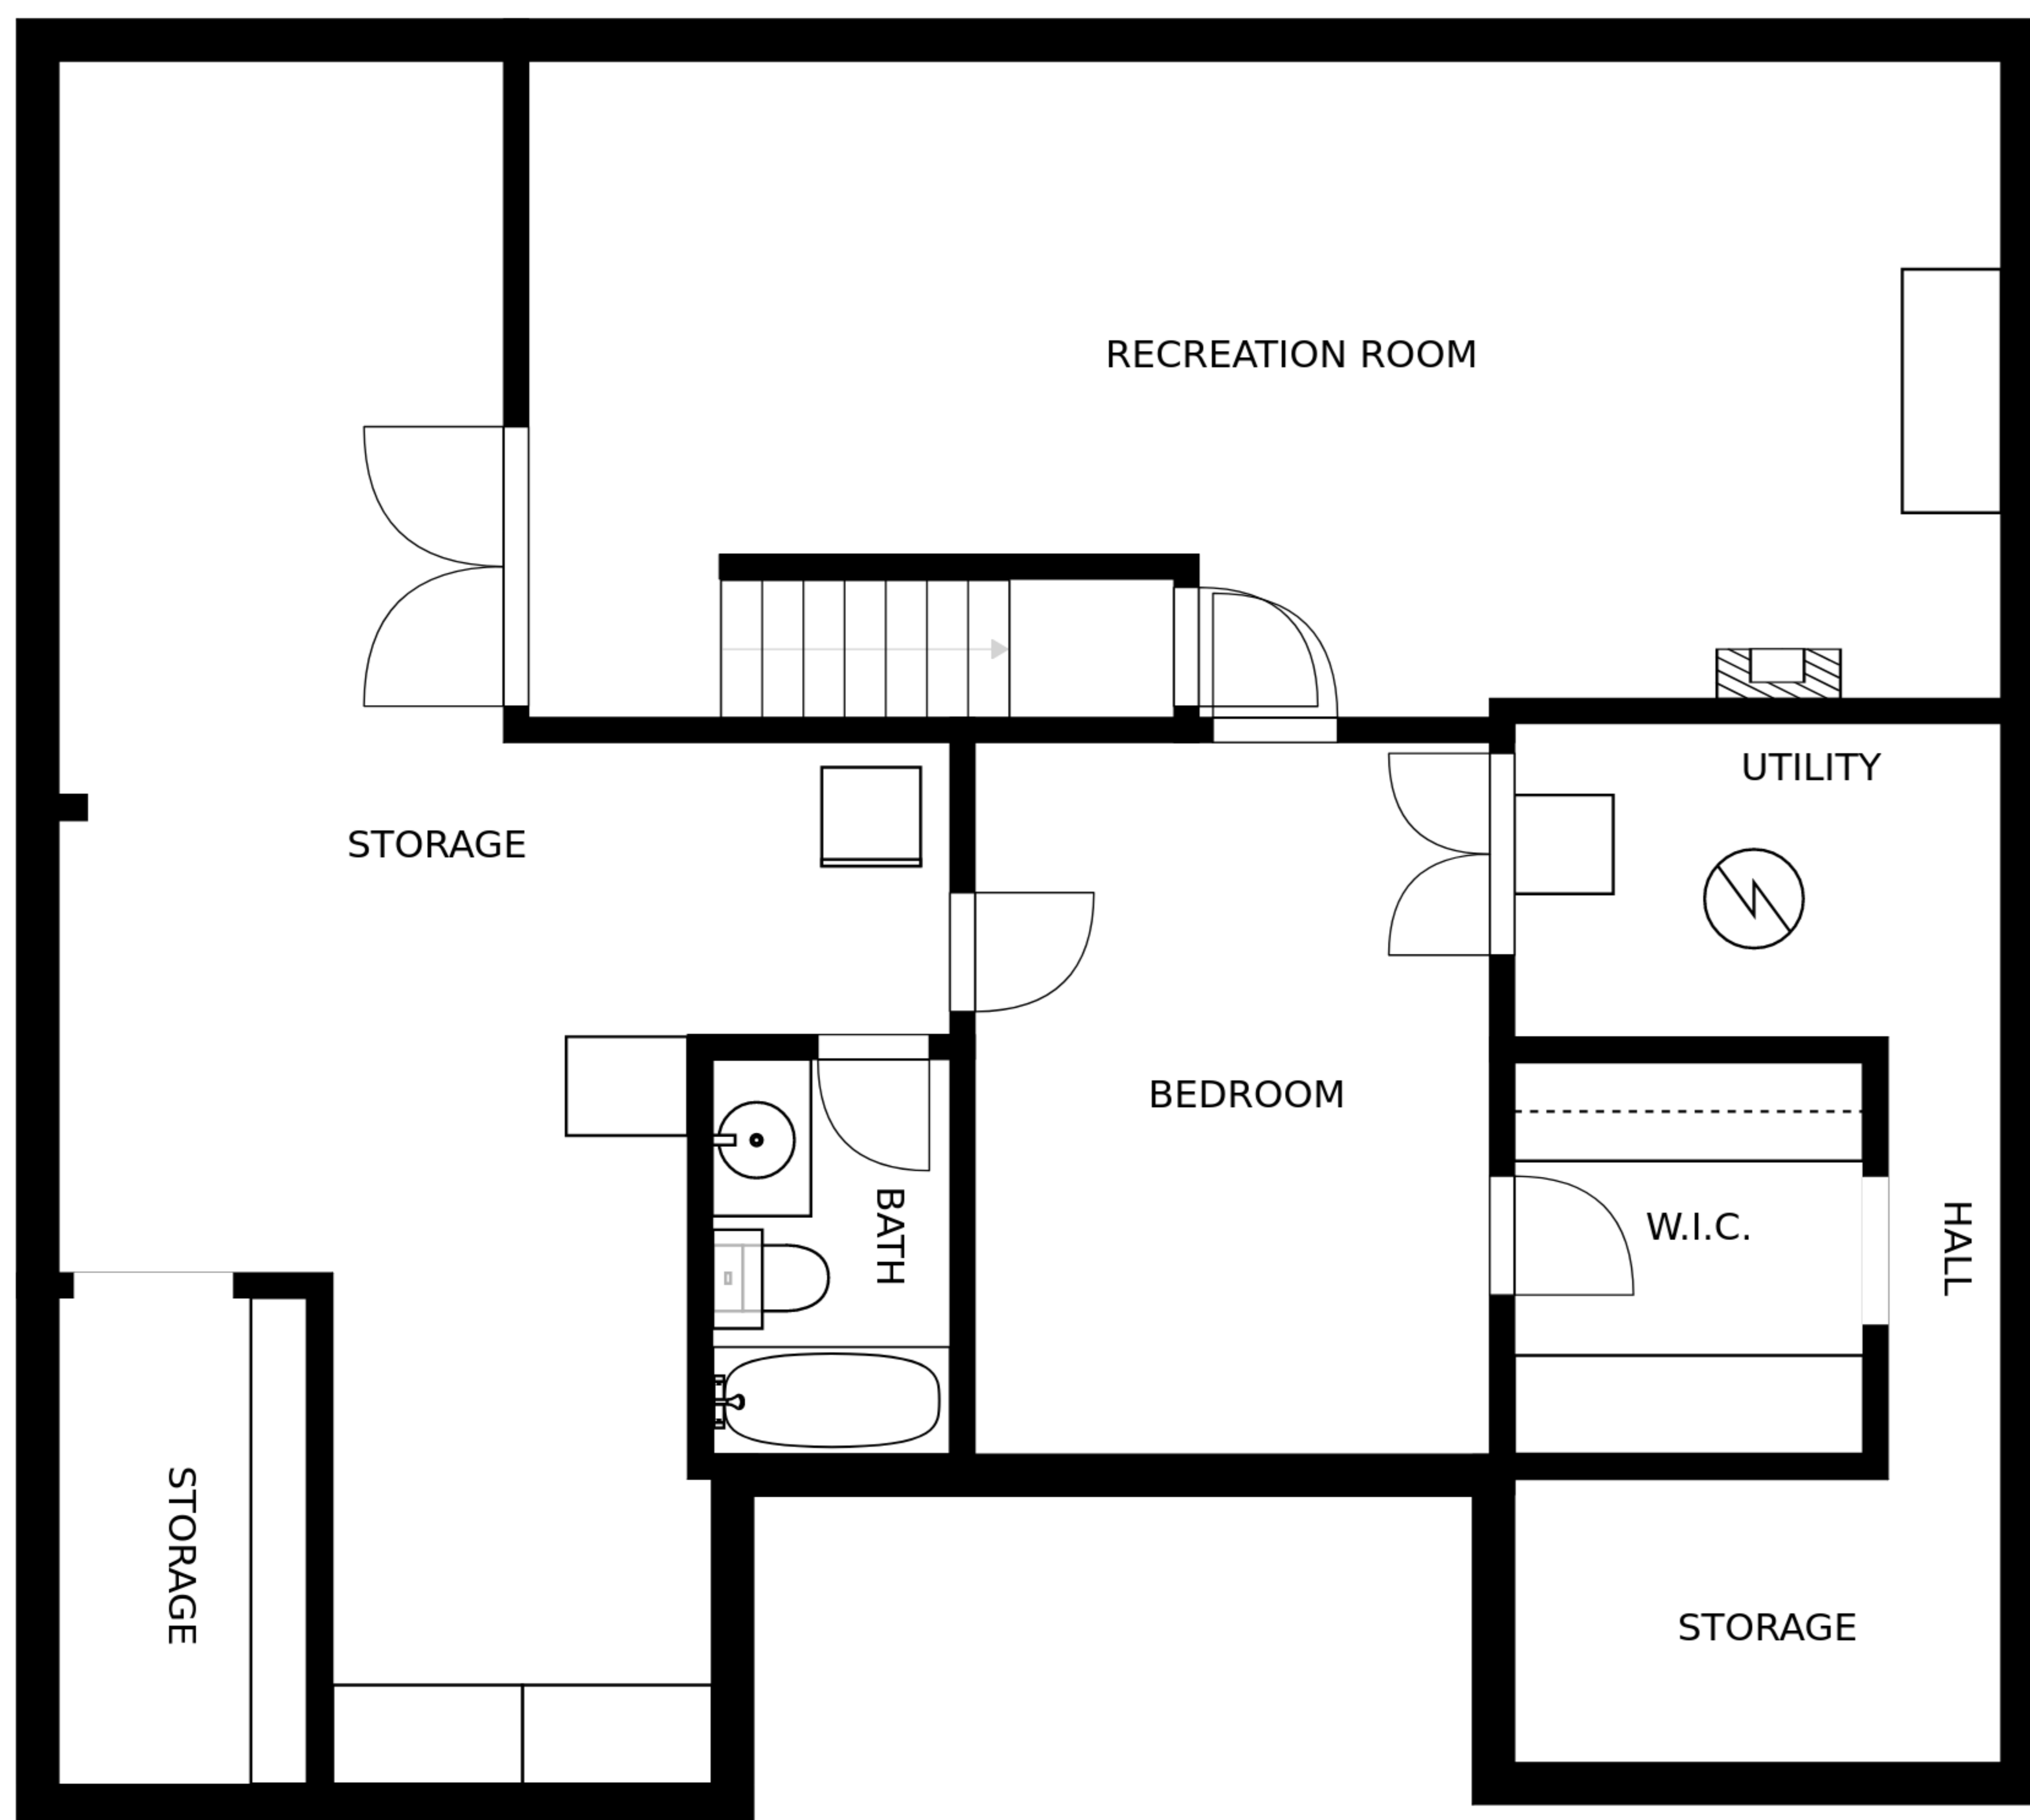 RECREATION ROOM
UTILITY
STORAGE
BEDROOM
BATH
W.I.C.
HALL
STORAGE
STORAGE